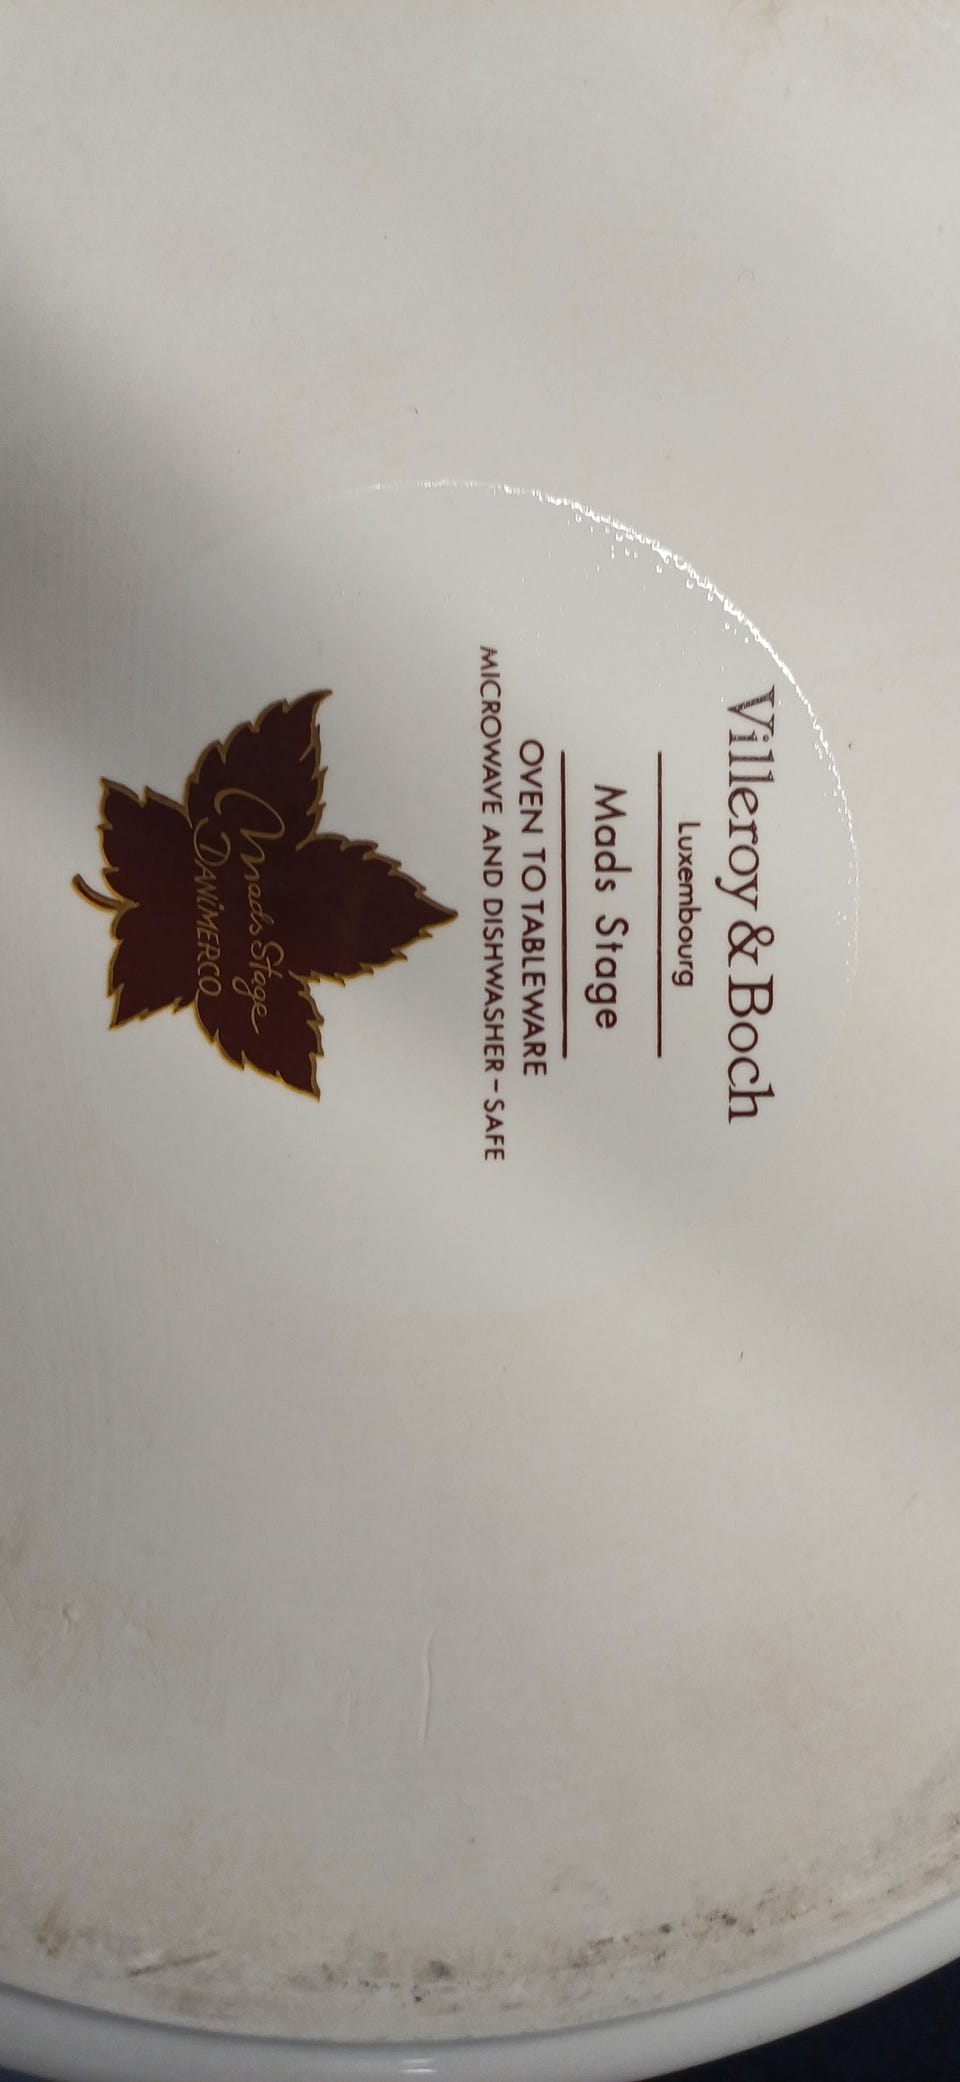 Villeroy & Boch
Luxembourg
Mads Stage
OVEN TO TABLEWARE
MICROWAVE AND DISHWASHER - SAFE
Mads Stage
DANIMERCO